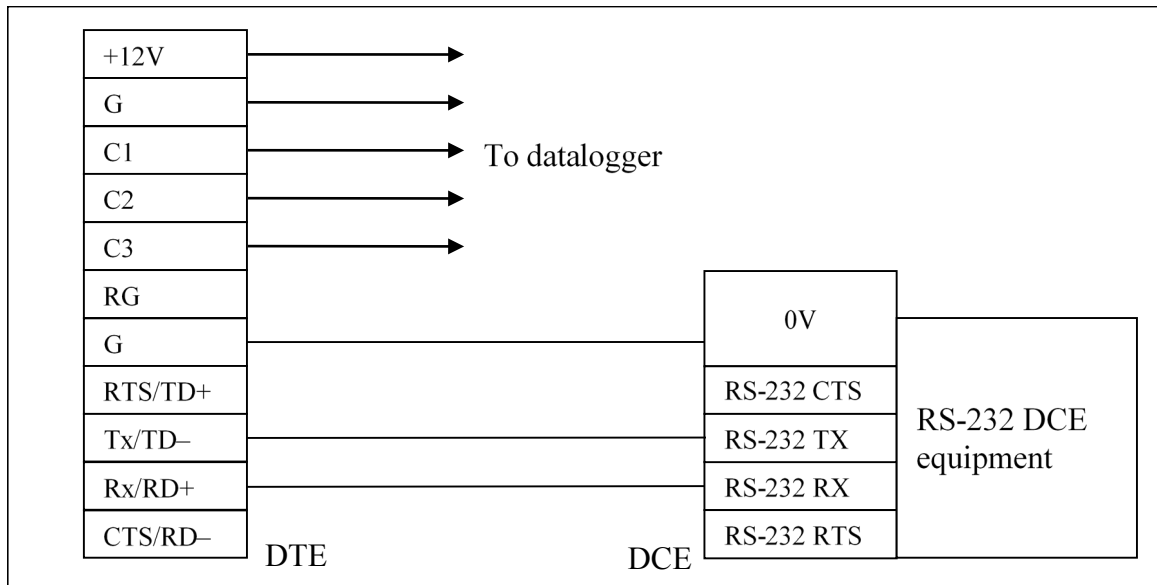 +12V
G
C1
To datalogger
C2
C3
RG
0V
G
RTS/TD+
RS-232 CTS
RS-232 DCE
equipment
Tx/TD–
RS-232 TX
Rx/RD+
RS-232 RX
CTS/RD–
RS-232 RTS
DTE
DCE